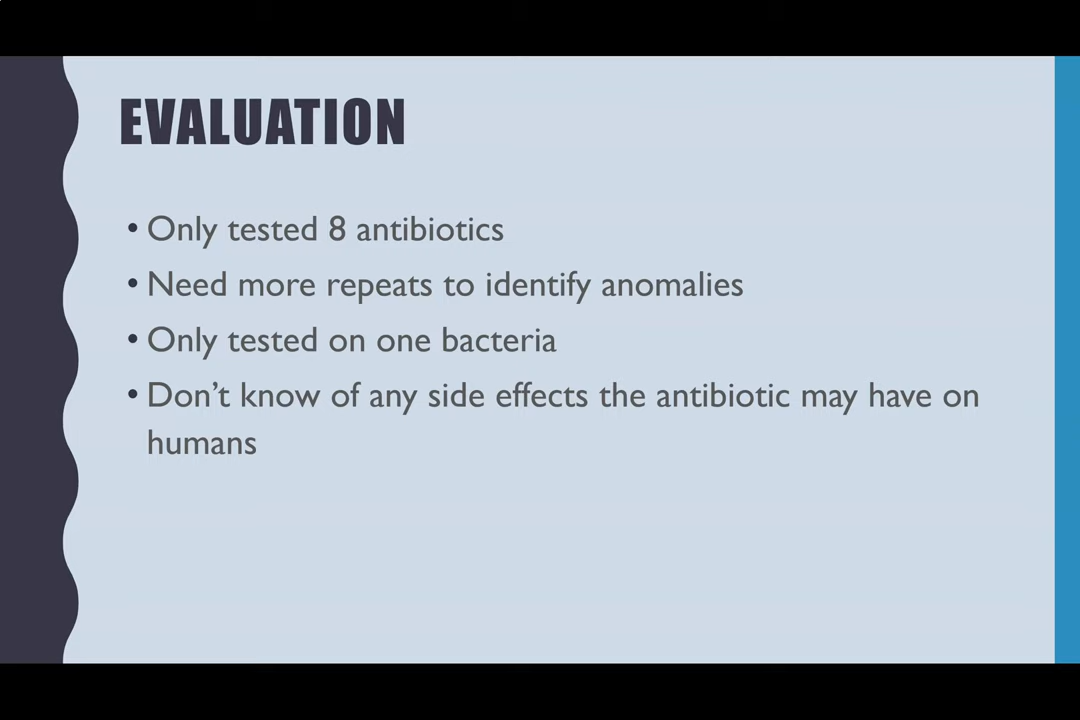 EVALUATION
• Only tested 8 antibiotics
• Need more repeats to identify anomalies
• Only tested on one bacteria
• Don’t know of any side effects the antibiotic may have on
humans